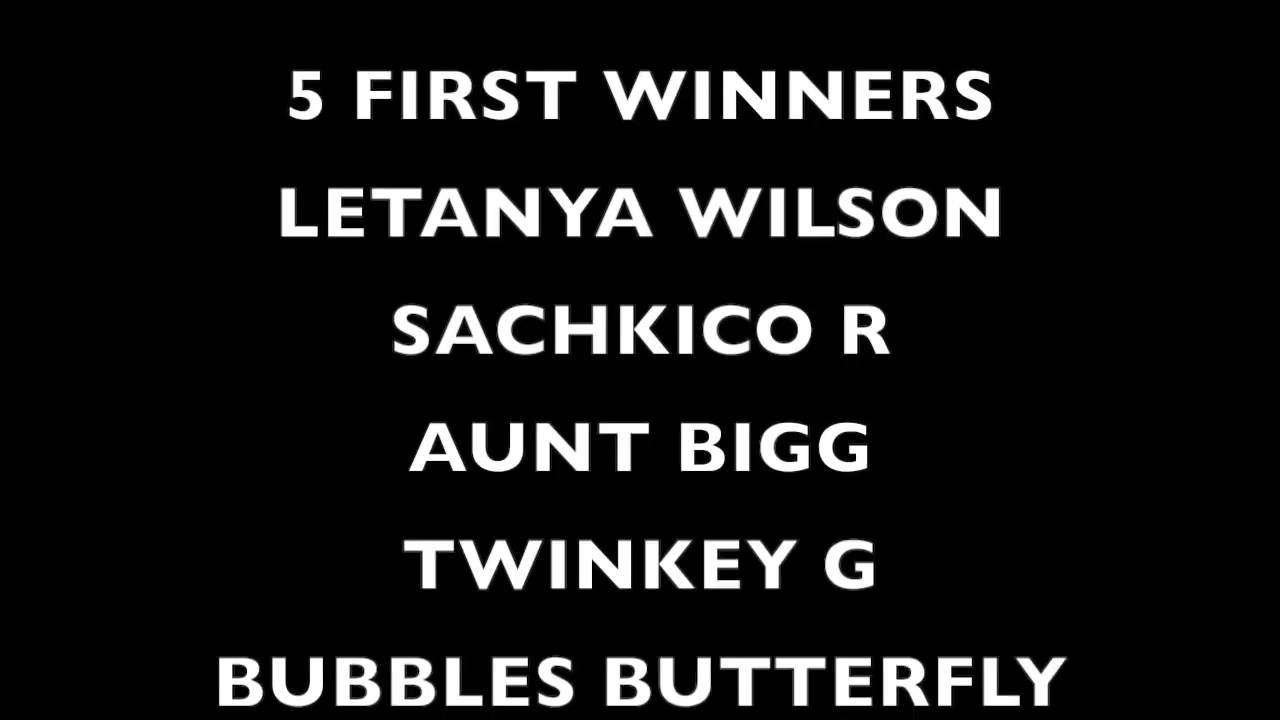 5 FIRST WINNERS
LETANYA WILSON
SACHKICO R
AUNT BIGG
TWINKEY G
BUBBLES BUTTERFLY